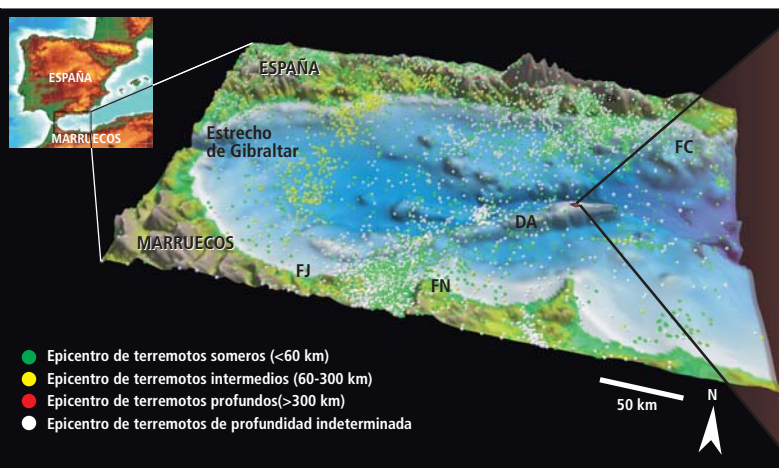 ESPAÑA
MARRUECOS
ESPAÑA
Estrecho
de Gibraltar
FC
DA
MARRUECOS
FJ
FN
Epicentro de terremotos someros (<60 km)
Epicentro de terremotos intermedios (60-300 km)
Epicentro de terremotos profundos(>300 km)
Epicentro de terremotos de profundidad indeterminada
50 km
N